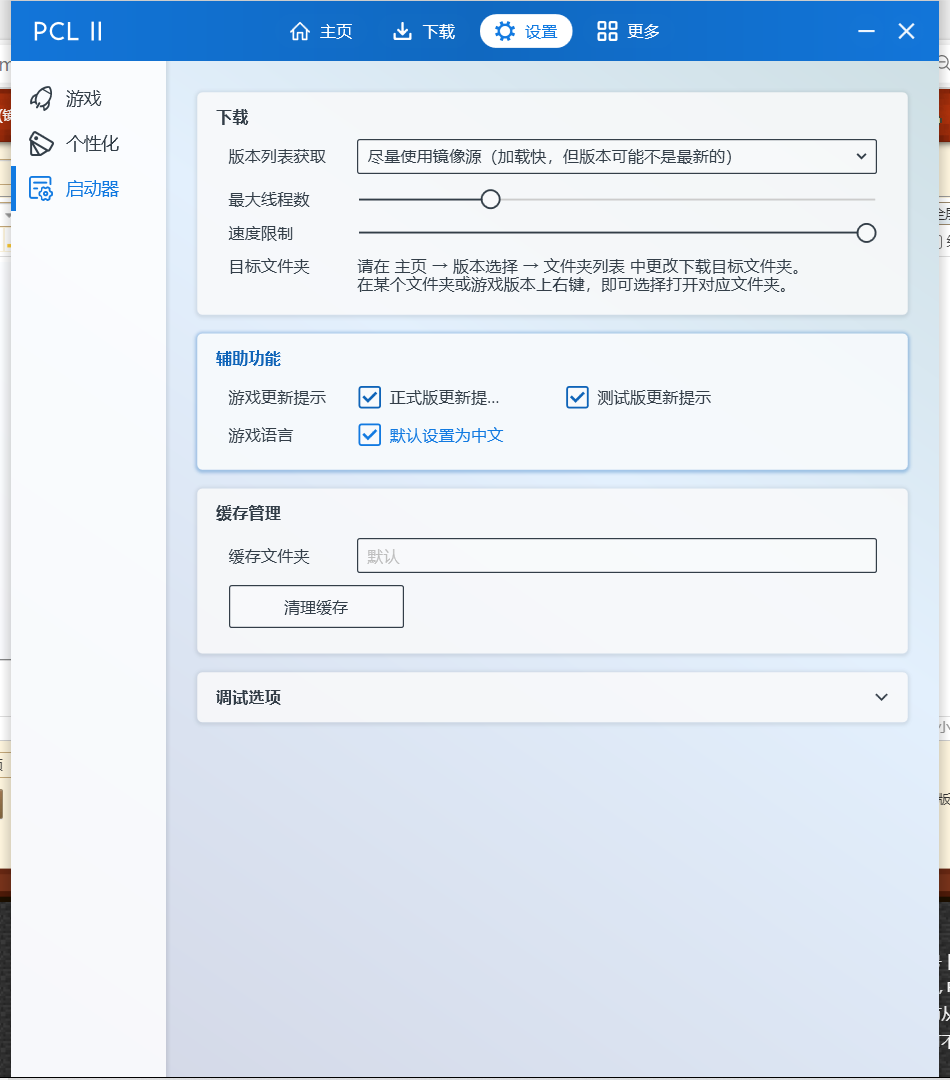 PCL II
主页
下载
设置
更多
游戏
个性化
启动器
下载
版本列表获取
尽量使用镜像源（加载快，但版本可能不是最新的）
最大线程数
速度限制
目标文件夹
请在 主页 → 版本选择 → 文件夹列表 中更改下载目标文件夹。
在某个文件夹或游戏版本上右键，即可选择打开对应文件夹。
辅助功能
游戏更新提示
正式版更新提...
测试版更新提示
游戏语言
默认设置为中文
缓存管理
缓存文件夹
默认
清理缓存
调试选项